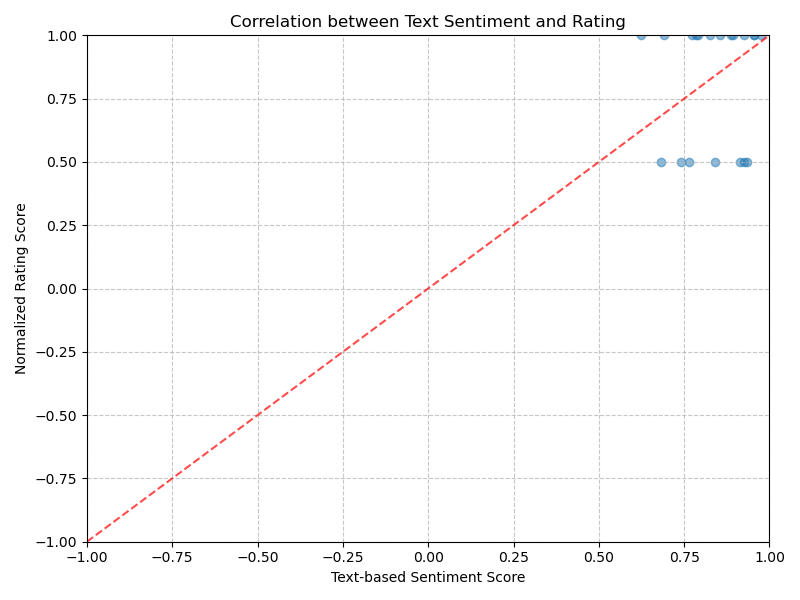 Correlation between Text Sentiment and Rating
1.00
0.75
0.50
0.25
0.00
−0.25
−0.50
−0.75
−1.00
Normalized Rating Score
−1.00 −0.75 −0.50 −0.25 0.00 0.25 0.50 0.75 1.00
Text-based Sentiment Score